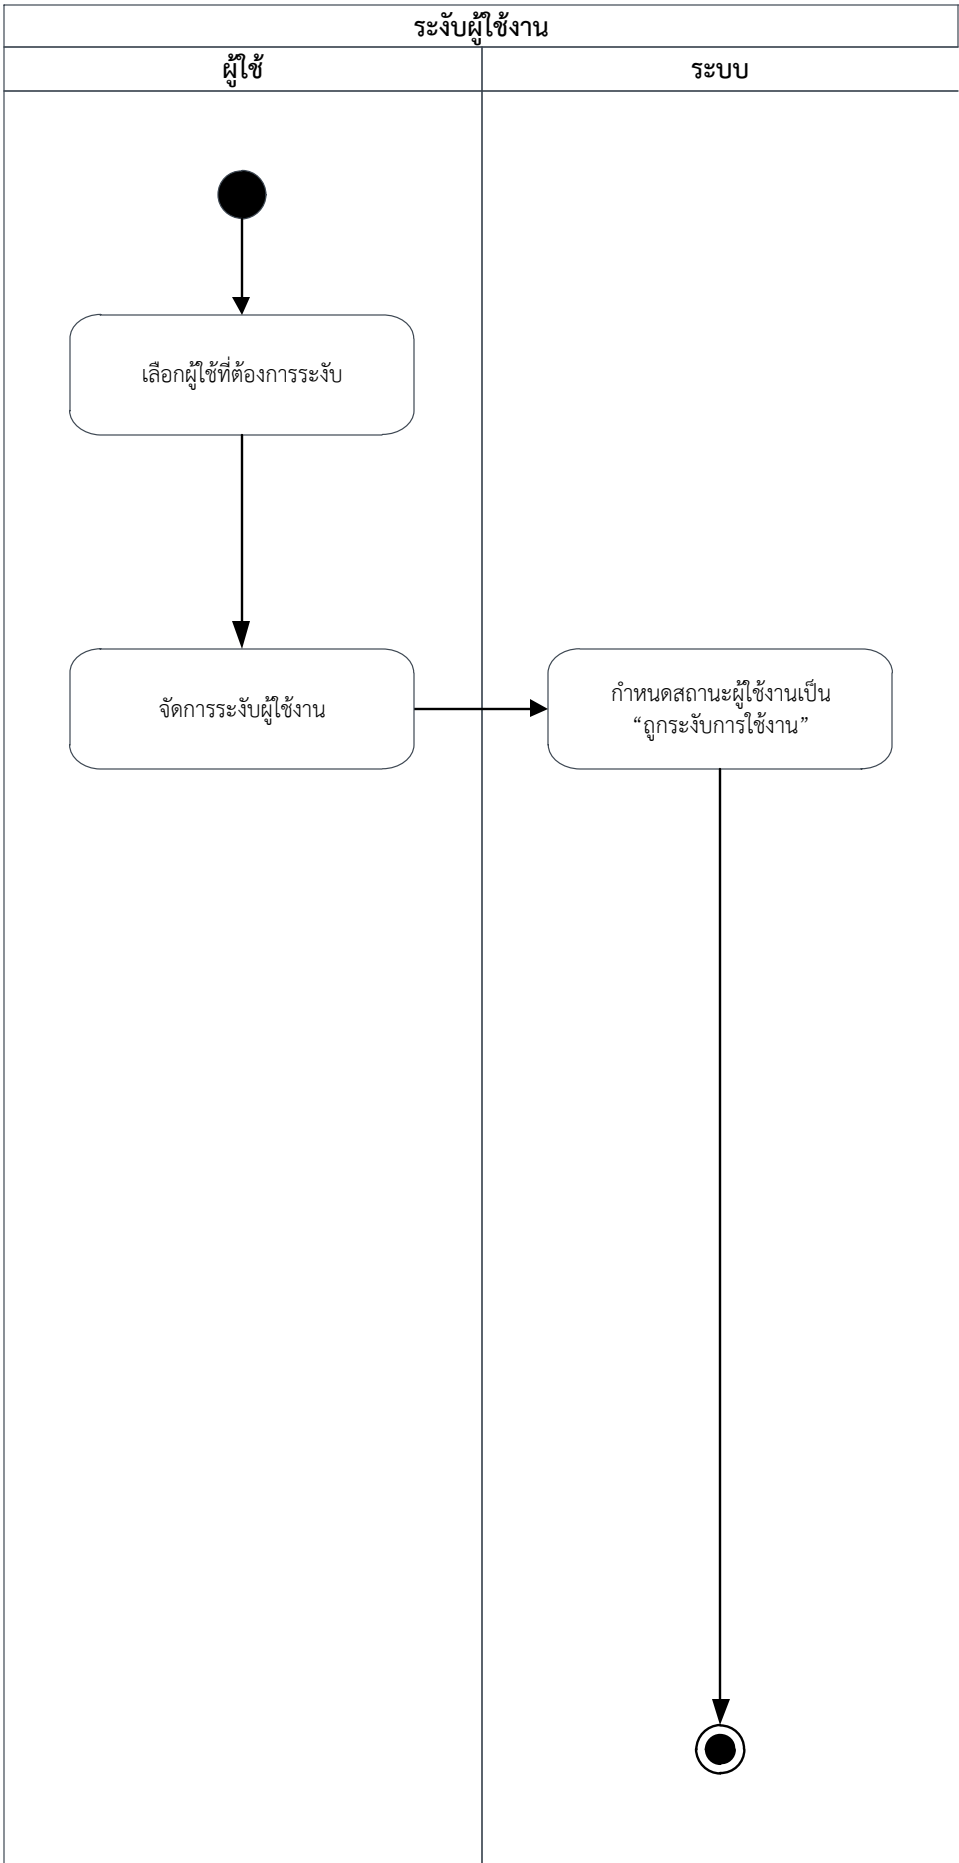 ระงับผู้ใช้งาน
ผู้ใช้
ระบบ
เลือกผู้ใช้ที่ต้องการระงับ
จัดการระงับผู้ใช้งาน
กำหนดสถานะผู้ใช้งานเป็น
“ถูกระงับการใช้งาน”